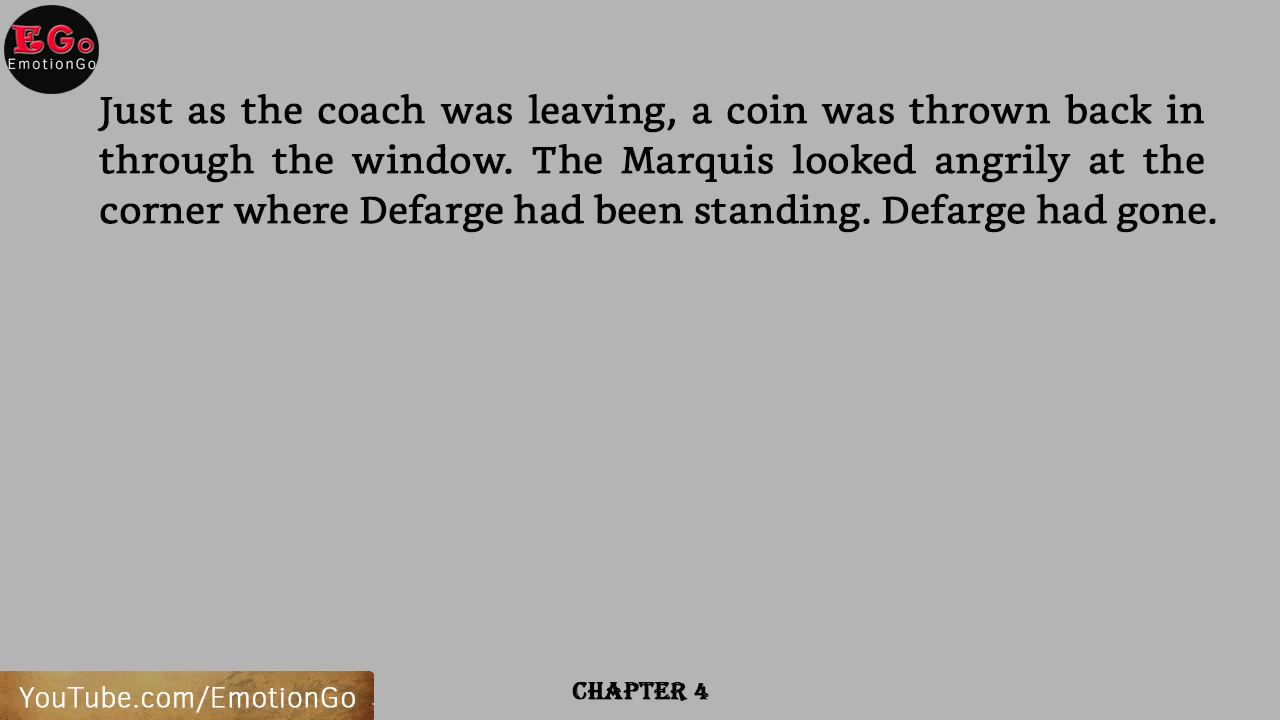 EGo
EmotionGo
Just as the coach was leaving, a coin was thrown back in
through the window. The Marquis looked angrily at the
corner where Defarge had been standing. Defarge had gone.
YouTube.com/EmotionGo
CHAPTER 4